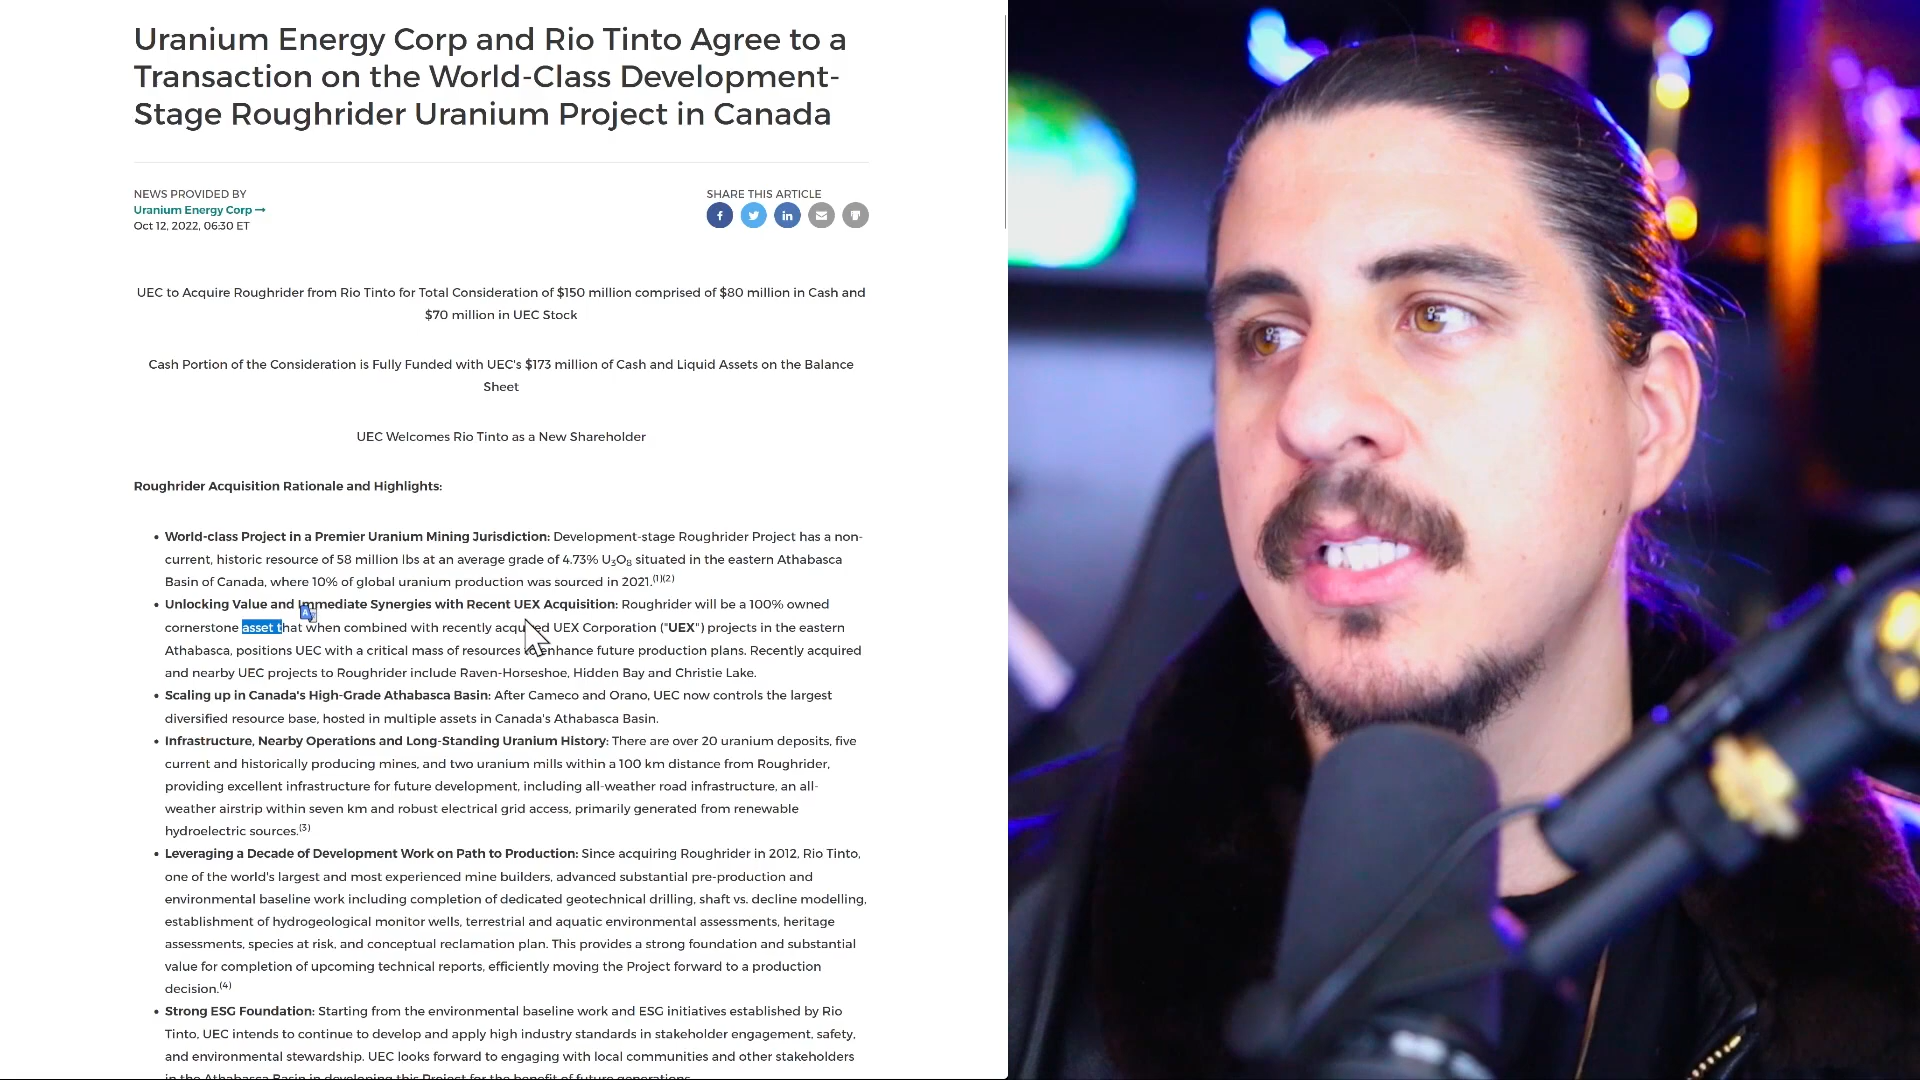 Uranium Energy Corp and Rio Tinto Agree to a
Transaction on the World-Class Development-
Stage Roughrider Uranium Project in Canada
NEWS PROVIDED BY
Uranium Energy Corp →
Oct 12, 2022, 06:30 ET
SHARE THIS ARTICLE
UEC to Acquire Roughrider from Rio Tinto for Total Consideration of $150 million comprised of $80 million in Cash and
$70 million in UEC Stock
Cash Portion of the Consideration is Fully Funded with UEC's $173 million of Cash and Liquid Assets on the Balance
Sheet
UEC Welcomes Rio Tinto as a New Shareholder
Roughrider Acquisition Rationale and Highlights:
• World-class Project in a Premier Uranium Mining Jurisdiction: Development-stage Roughrider Project has a non-
current, historic resource of 58 million lbs at an average grade of 4.73% U₃O₈ situated in the eastern Athabasca
Basin of Canada, where 10% of global uranium production was sourced in 2021.(1)(2)
• Unlocking Value and Immediate Synergies with Recent UEX Acquisition: Roughrider will be a 100% owned
cornerstone asset that when combined with recently acquired UEX Corporation ("UEX") projects in the eastern
Athabasca, positions UEC with a critical mass of resources to enhance future production plans. Recently acquired
and nearby UEC projects to Roughrider include Raven-Horseshoe, Hidden Bay and Christie Lake.
• Scaling up in Canada's High-Grade Athabasca Basin: After Cameco and Orano, UEC now controls the largest
diversified resource base, hosted in multiple assets in Canada's Athabasca Basin.
• Infrastructure, Nearby Operations and Long-Standing Uranium History: There are over 20 uranium deposits, five
current and historically producing mines, and two uranium mills within a 100 km distance from Roughrider,
providing excellent infrastructure for future development, including all-weather road infrastructure, an all-
weather airstrip within seven km and robust electrical grid access, primarily generated from renewable
hydroelectric sources.(3)
• Leveraging a Decade of Development Work on Path to Production: Since acquiring Roughrider in 2012, Rio Tinto,
one of the world's largest and most experienced mine builders, advanced substantial pre-production and
environmental baseline work including completion of dedicated geotechnical drilling, shaft vs. decline modelling,
establishment of hydrogeological monitor wells, terrestrial and aquatic environmental assessments, heritage
assessments, species at risk, and conceptual reclamation plan. This provides a strong foundation and substantial
value for completion of upcoming technical reports, efficiently moving the Project forward to a production
decision.(4)
• Strong ESG Foundation: Starting from the environmental baseline work and ESG initiatives established by Rio
Tinto, UEC intends to continue to develop and apply high industry standards in stakeholder engagement, safety,
and environmental stewardship. UEC looks forward to engaging with local communities and other stakeholders
in the Athabasca Basin in developing this Project for the benefit of future generations.